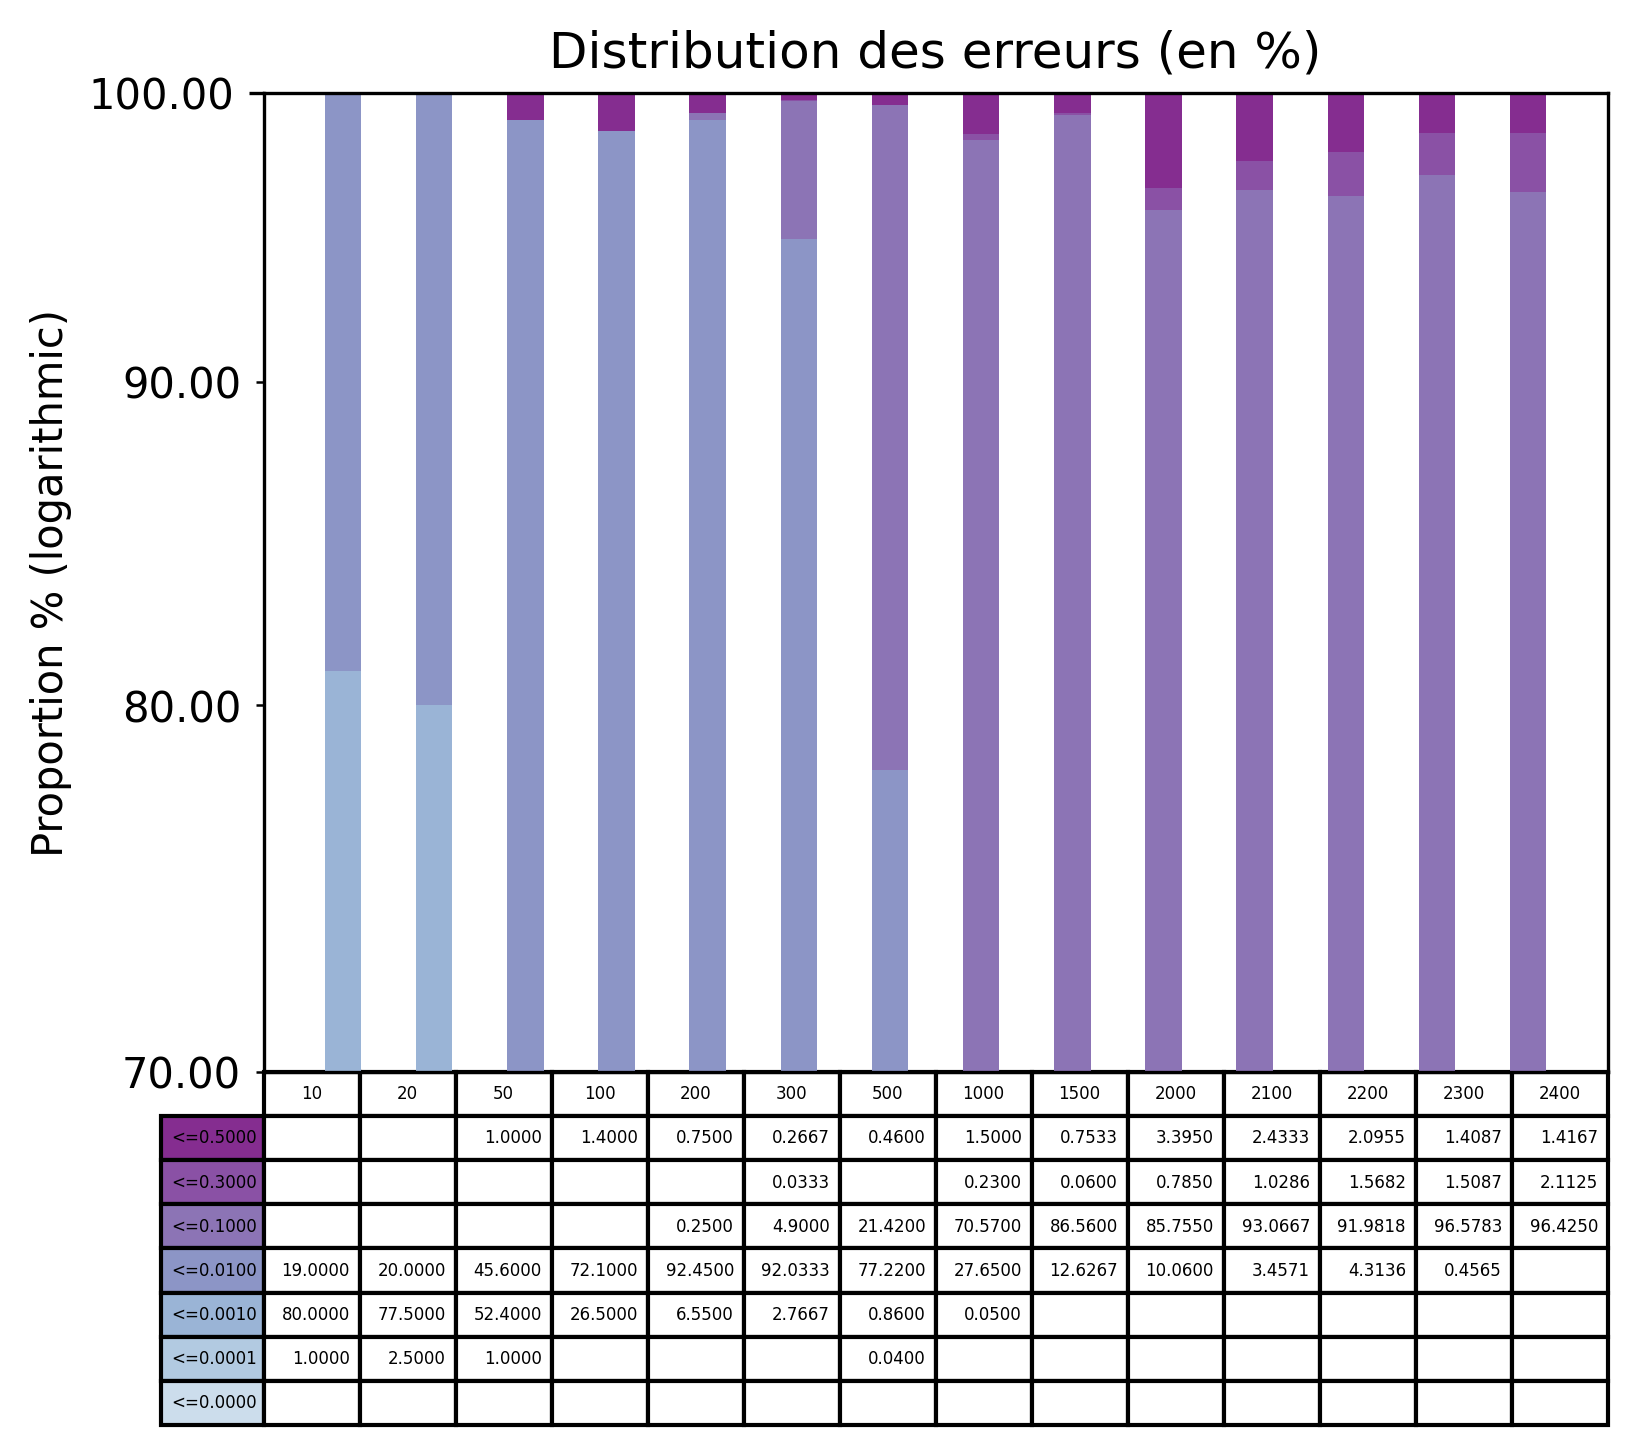 Distribution des erreurs (en %)
Proportion % (logarithmic)
100.00
90.00
80.00
70.00
10 20 50 100 200 300 500 1000 1500 2000 2100 2200 2300 2400
<=0.5000 1.0000 1.4000 0.7500 0.2667 0.4600 1.5000 0.7533 3.3950 2.4333 2.0955 1.4087 1.4167
<=0.3000 0.0333 0.2300 0.0600 0.7850 1.0286 1.5682 1.5087 2.1125
<=0.1000 0.2500 4.9000 21.4200 70.5700 86.5600 85.7550 93.0667 91.9818 96.5783 96.4250
<=0.0100 19.0000 20.0000 45.6000 72.1000 92.4500 92.0333 77.2200 27.6500 12.6267 10.0600 3.4571 4.3136 0.4565
<=0.0010 80.0000 77.5000 52.4000 26.5000 6.5500 2.7667 0.8600 0.0500
<=0.0001 1.0000 2.5000 1.0000 0.0400
<=0.0000